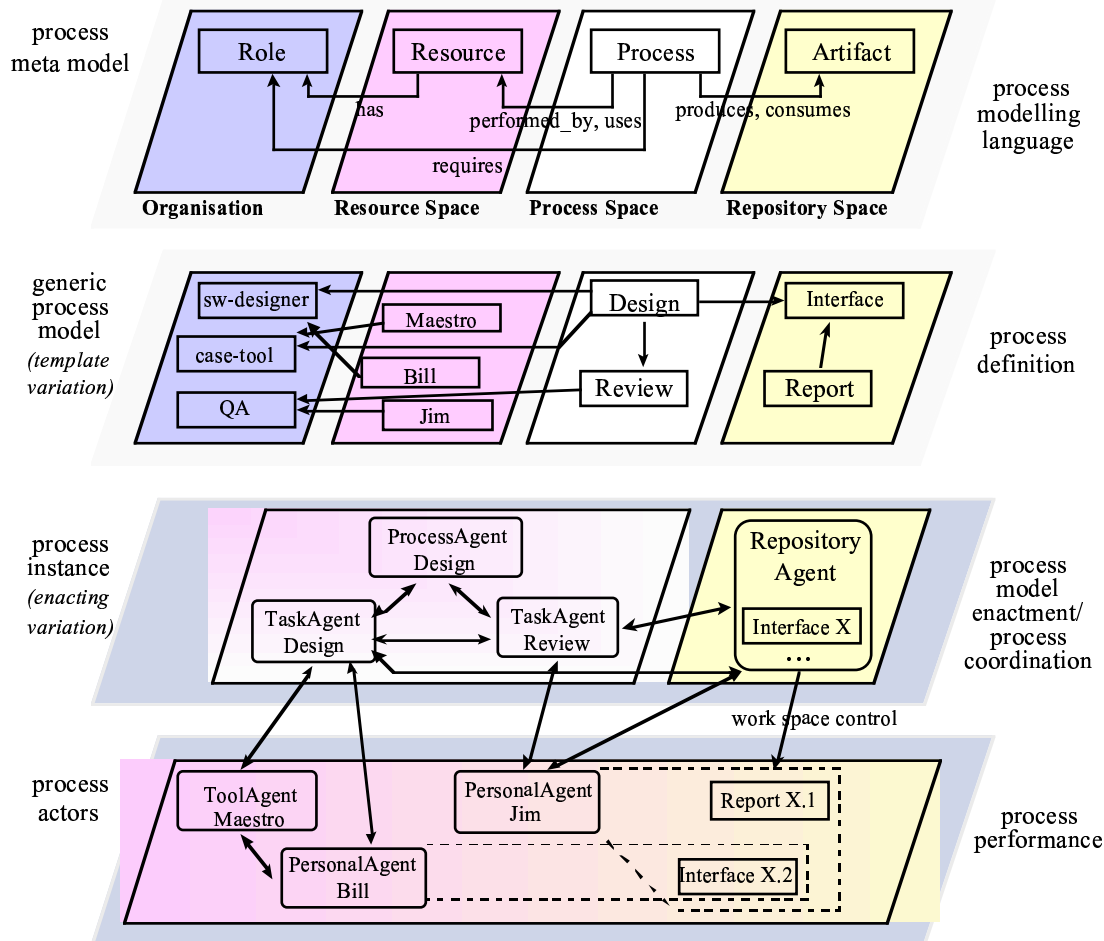 process
meta model
Role
Resource
Process
Artifact
has
performed_by, uses
produces, consumes
requires
process
modelling
language
Organisation
Resource Space
Process Space
Repository Space
generic
process
model
(template
variation)
sw-designer
case-tool
QA
Maestro
Bill
Jim
Design
Review
Interface
Report
process
definition
process
instance
(enacting
variation)
ProcessAgent
Design
TaskAgent
Design
TaskAgent
Review
Repository
Agent
Interface X
...
process
model
enactment/
process
coordination
work space control
process
actors
ToolAgent
Maestro
PersonalAgent
Bill
PersonalAgent
Jim
Report X.1
Interface X.2
process
performance